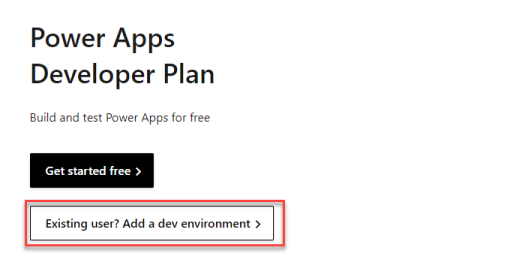 Power Apps
Developer Plan
Build and test Power Apps for free
Get started free >
Existing user? Add a dev environment >